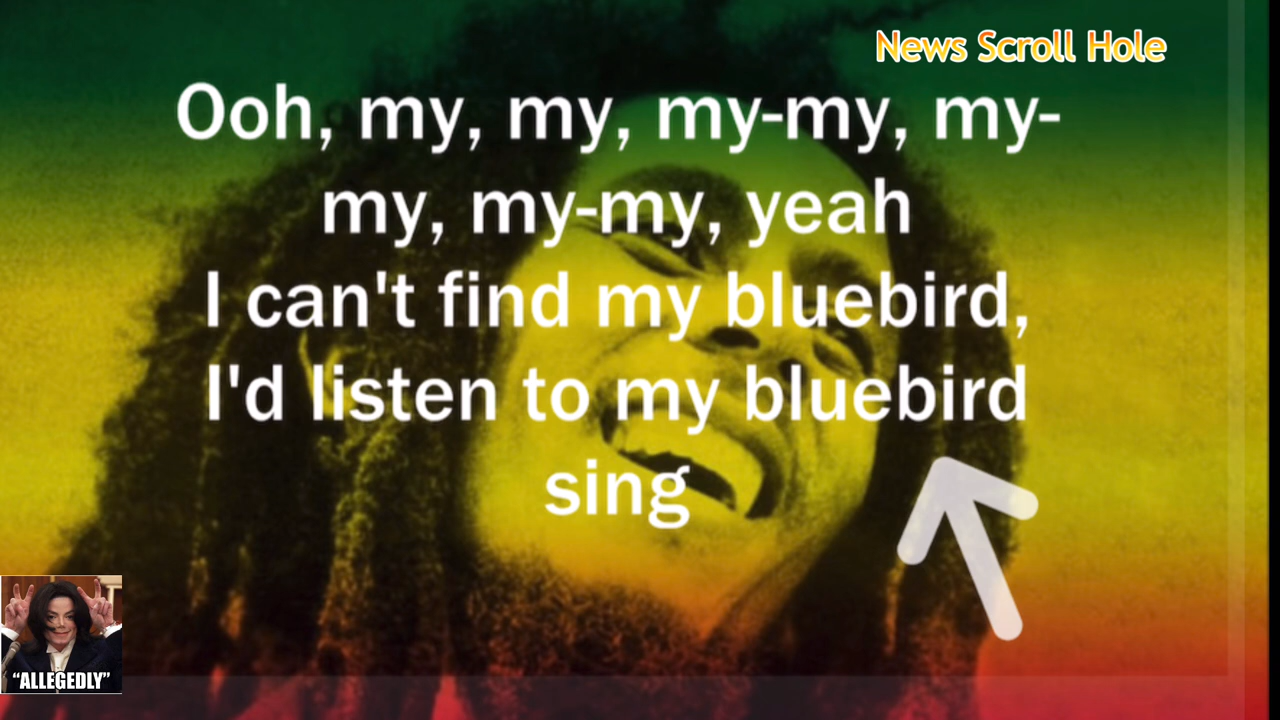 News Scroll Hole
Ooh, my, my, my-my, my-
my, my-my, yeah
I can't find my bluebird,
I'd listen to my bluebird
sing
"ALLEGEDLY"